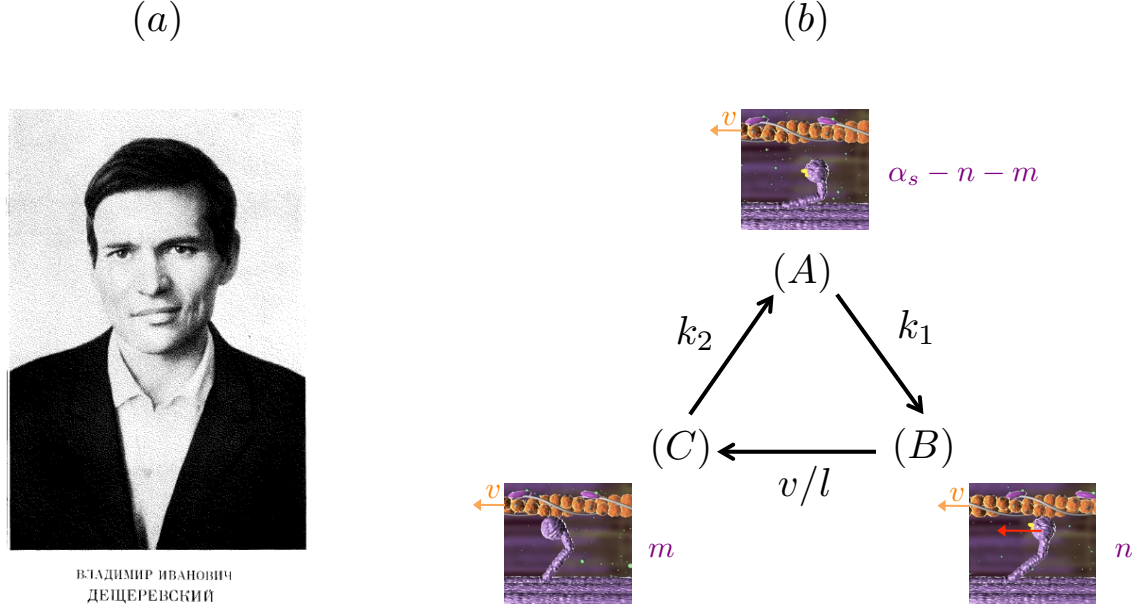 (a)
(b)
v
α_s − n − m
(A)
k_2
k_1
(C)
(B)
v/l
v
m
v
n
ВЛАДИМИР ИВАНОВИЧ
ДЕЩЕРЕВСКИЙ